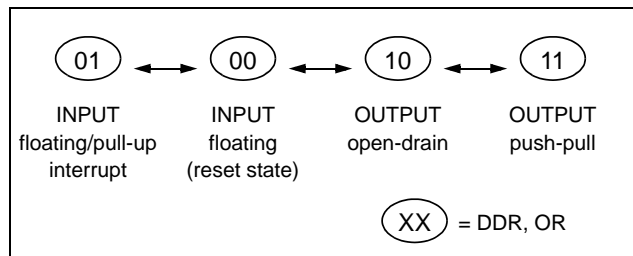 01 00 10 11
INPUT INPUT OUTPUT OUTPUT
floating/pull-up floating open-drain push-pull
interrupt (reset state)
XX = DDR, OR